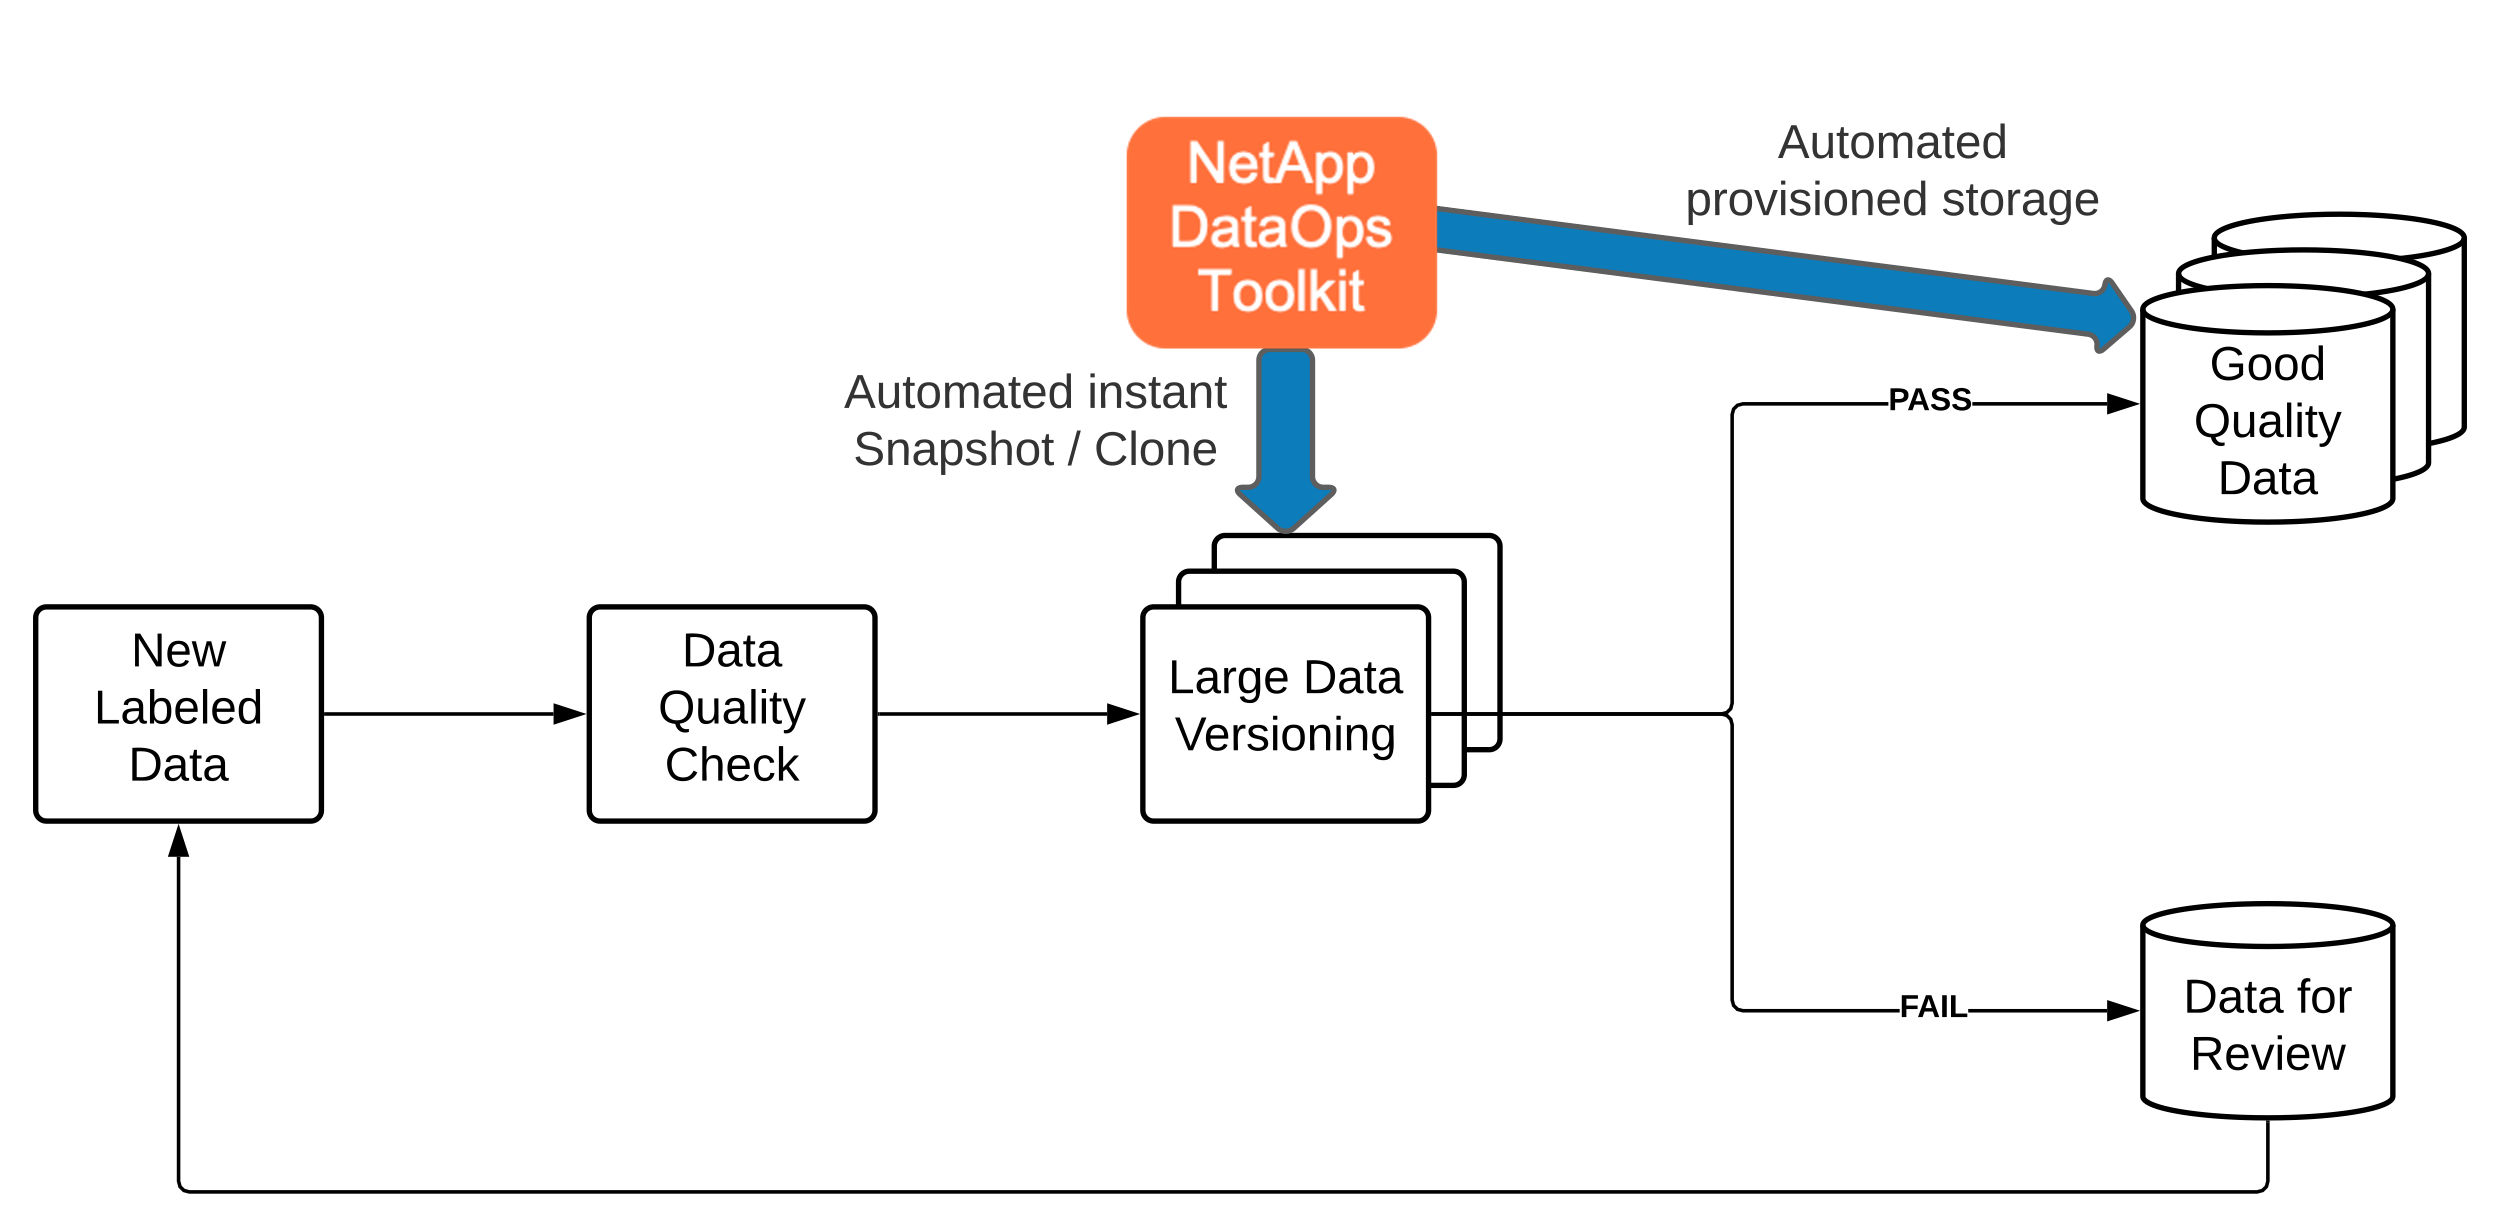 NetApp
DataOps
Toolkit
Automated
provisioned storage
Automated instant
Snapshot / Clone
Good
Quality
Data
PASS
New
Labeled
Data
Data
Quality
Check
Large Data
Versioning
FAIL
Data for
Review